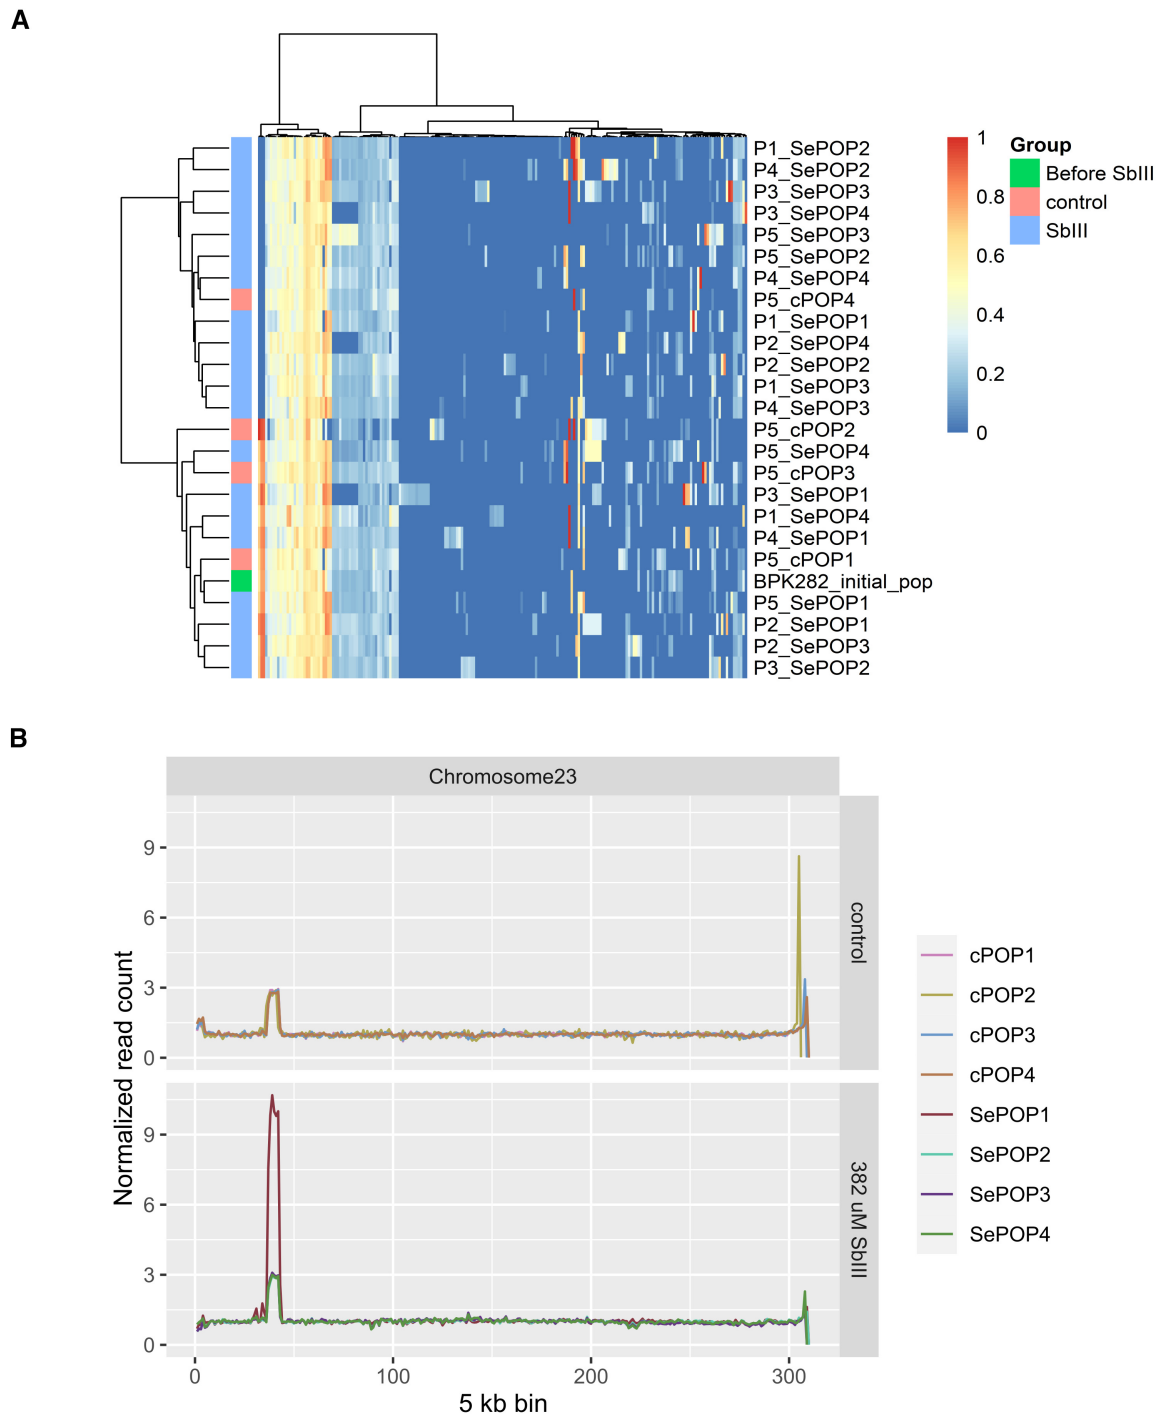 A
P1_SePOP2
P4_SePOP2
P3_SePOP3
P3_SePOP4
P5_SePOP3
P5_SePOP2
P4_SePOP4
P5_cPOP4
P1_SePOP1
P2_SePOP4
P2_SePOP2
P1_SePOP3
P4_SePOP3
P5_cPOP2
P5_SePOP4
P5_cPOP3
P3_SePOP1
P1_SePOP4
P4_SePOP1
P5_cPOP1
BPK282_initial_pop
P5_SePOP1
P2_SePOP1
P2_SePOP3
P3_SePOP2
1
0.8
0.6
0.4
0.2
0
Group
Before SbIII
control
SbIII
B
Chromosome23
Normalized read count
9
6
3
0
control
9
6
3
0
382 uM SbIII
0
100
200
300
5 kb bin
cPOP1
cPOP2
cPOP3
cPOP4
SePOP1
SePOP2
SePOP3
SePOP4